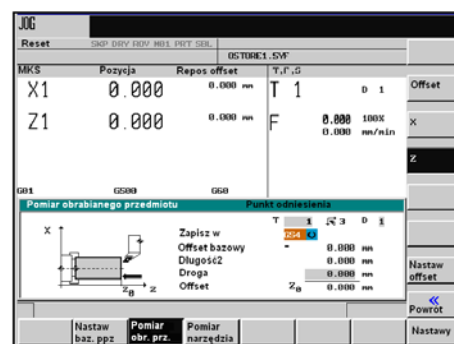 JOG
Reset SKP DRY ROV M01 PRT SBL
OSTORE1.SYF
MKS Pozycja Repos offset T,F,S
X1 0.000 0.000 mm T 1 D 1
Z1 0.000 0.000 mm F 0.000 100%
0.000 mm/min
G01 G500 G60
Offset
X
Z
Pomiar obrabianego przedmiotu Punkt odniesienia
T 1 3 D 1
Zapisz w G54
Offset bazowy - 0.000 mm
Długość2 0.000 mm
Droga 0.000 mm
Offset Z0 0.000 mm
X
Z0 Z
Nastaw offset
Powrót
Nastaw baz. ppz Pomiar obr. prz. Pomiar narzędzia Nastawy